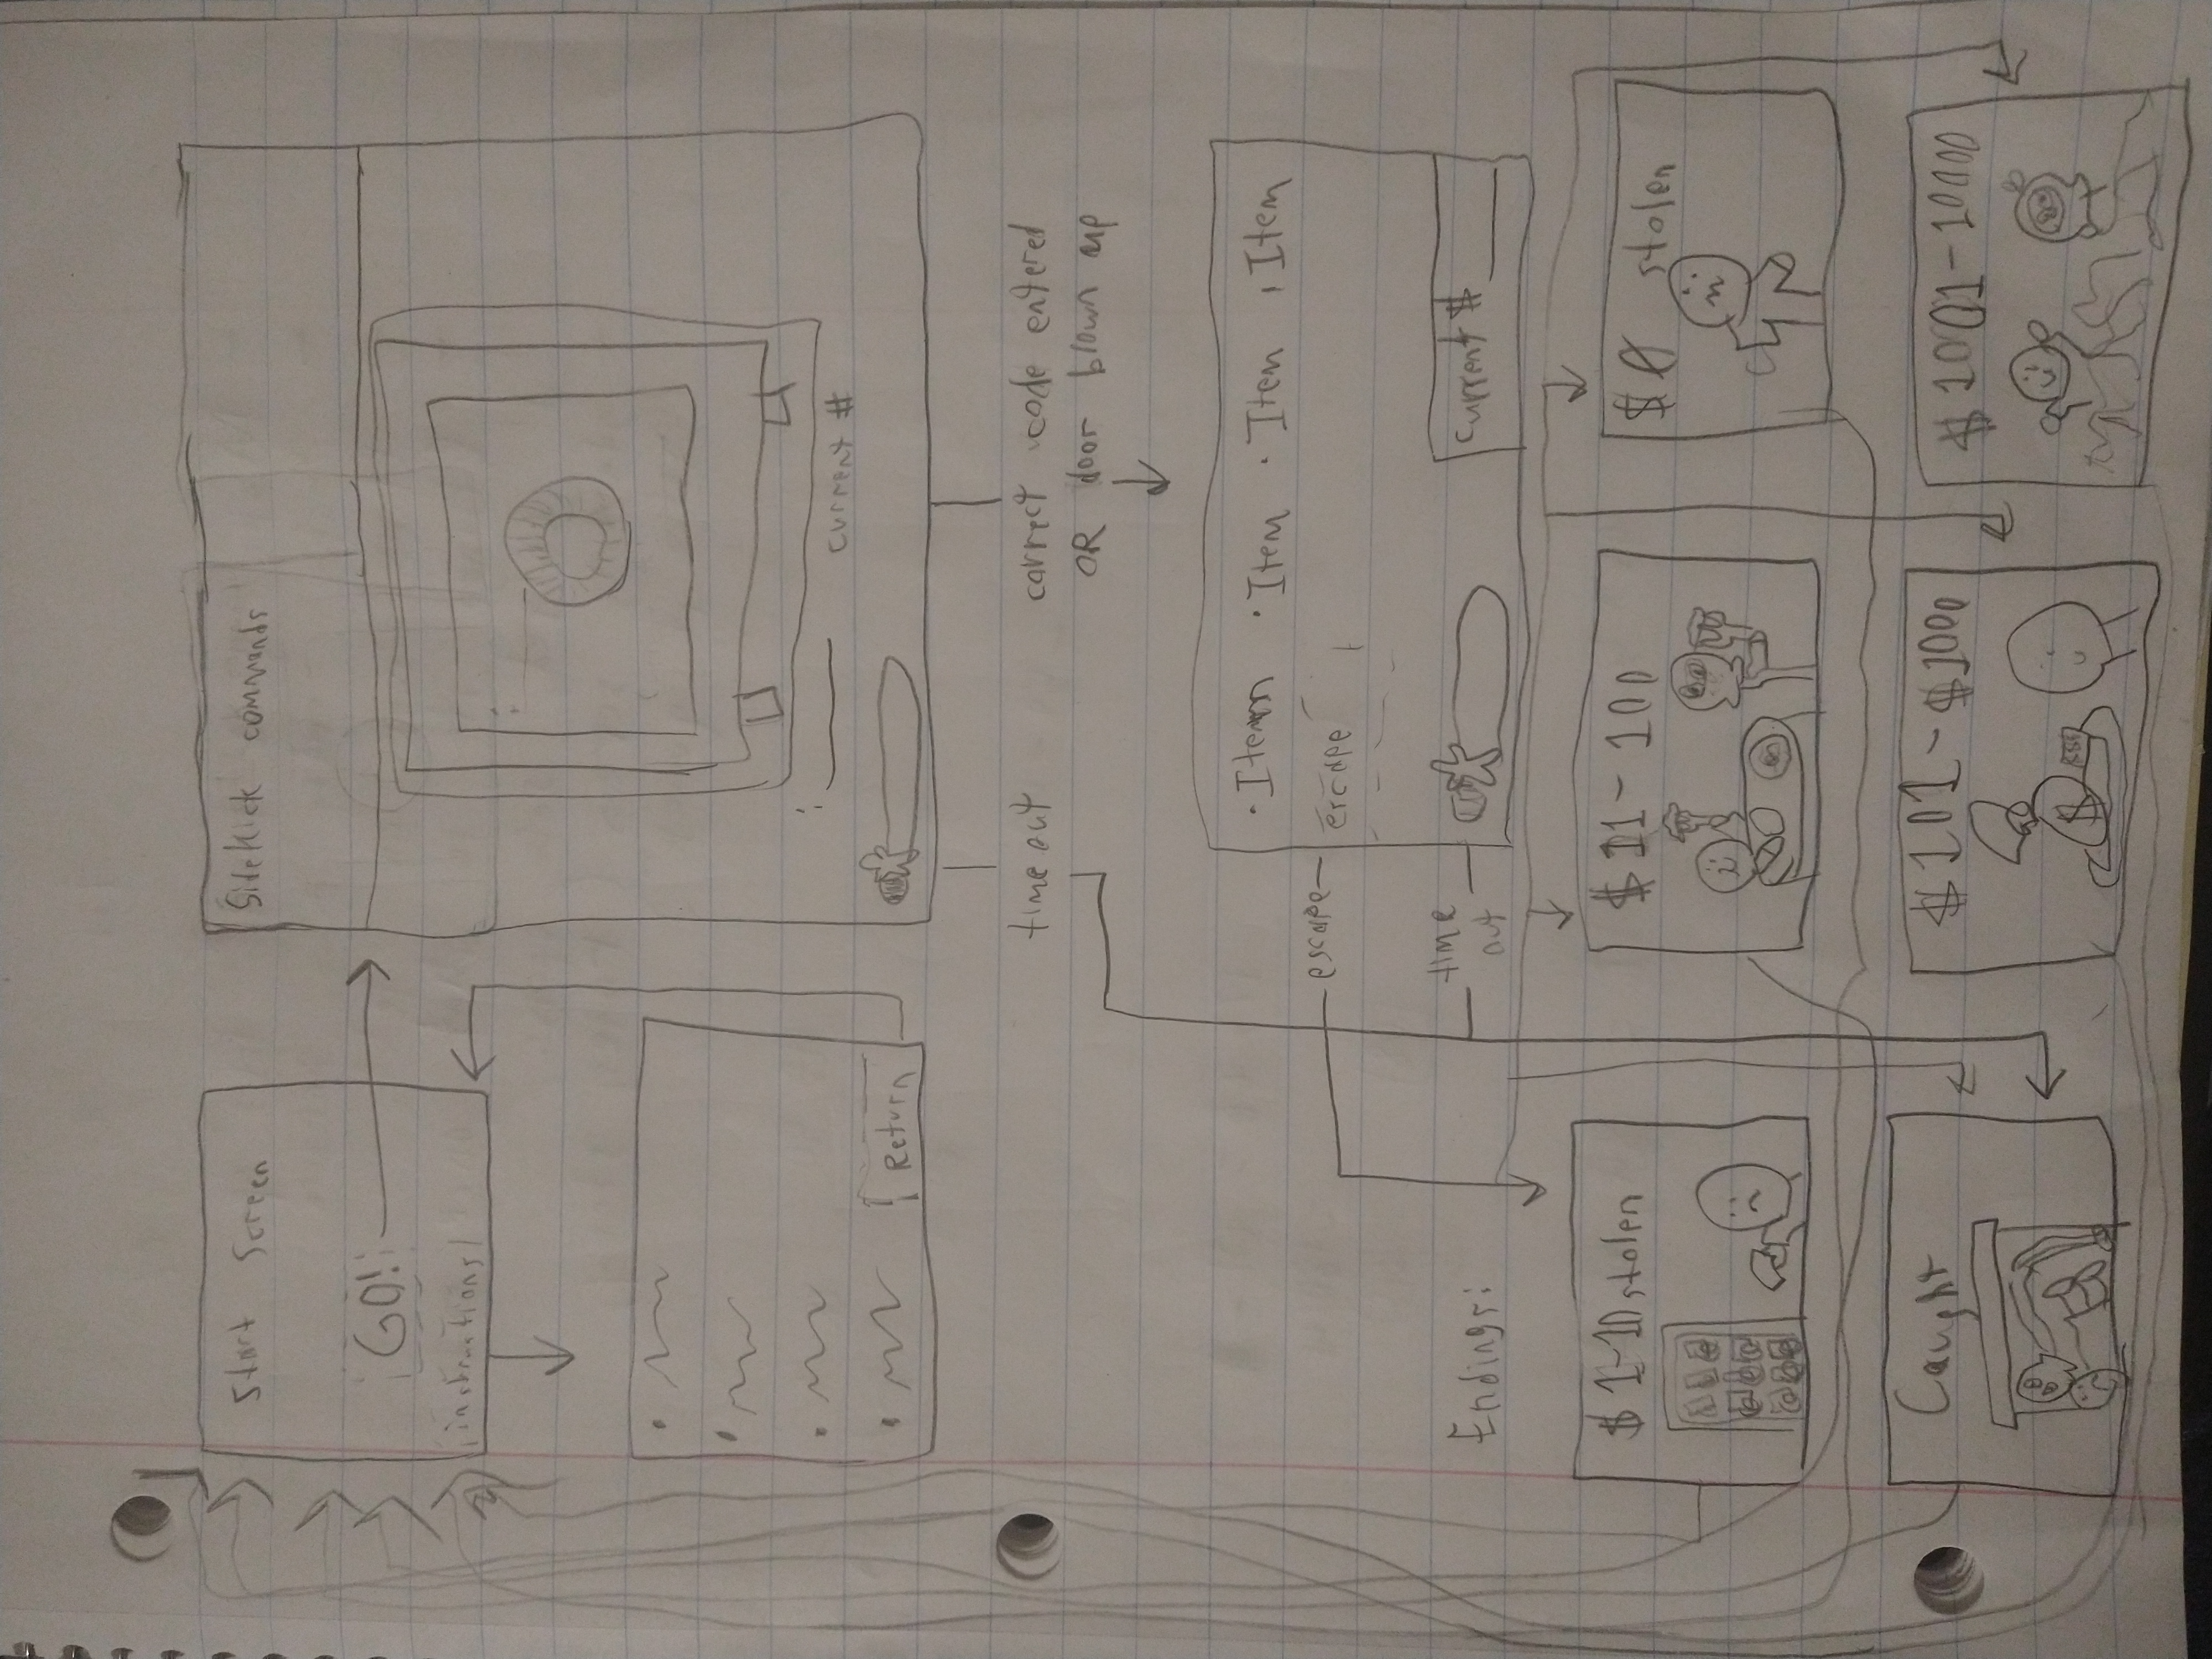 Start Screen
GO!
instructions
Return
SideKick commands
current #
time out
correct code entered
OR door blown up
• Item • Item • Item • Item
escape
escape
time
out
current $
Endings:
$ 1-10 stolen
$ 11 - 100
$ 0 stolen
Caught
$ 101 - $1000
$ 1001 - 10000